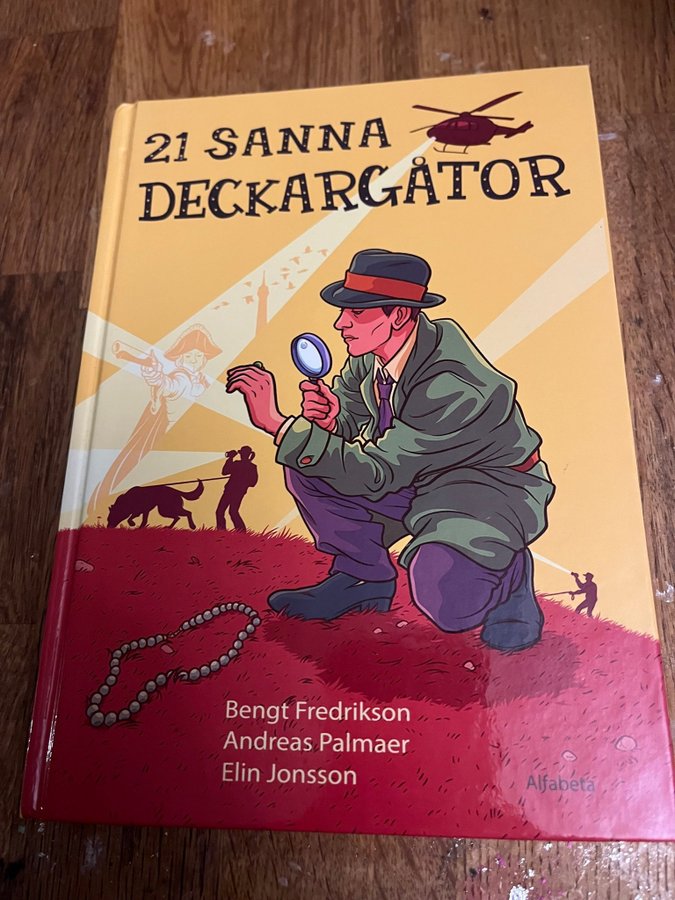 21 SANNA
DECKARGÅTOR
Bengt Fredrikson
Andreas Palmaer
Elin Jonsson
Alfabeta